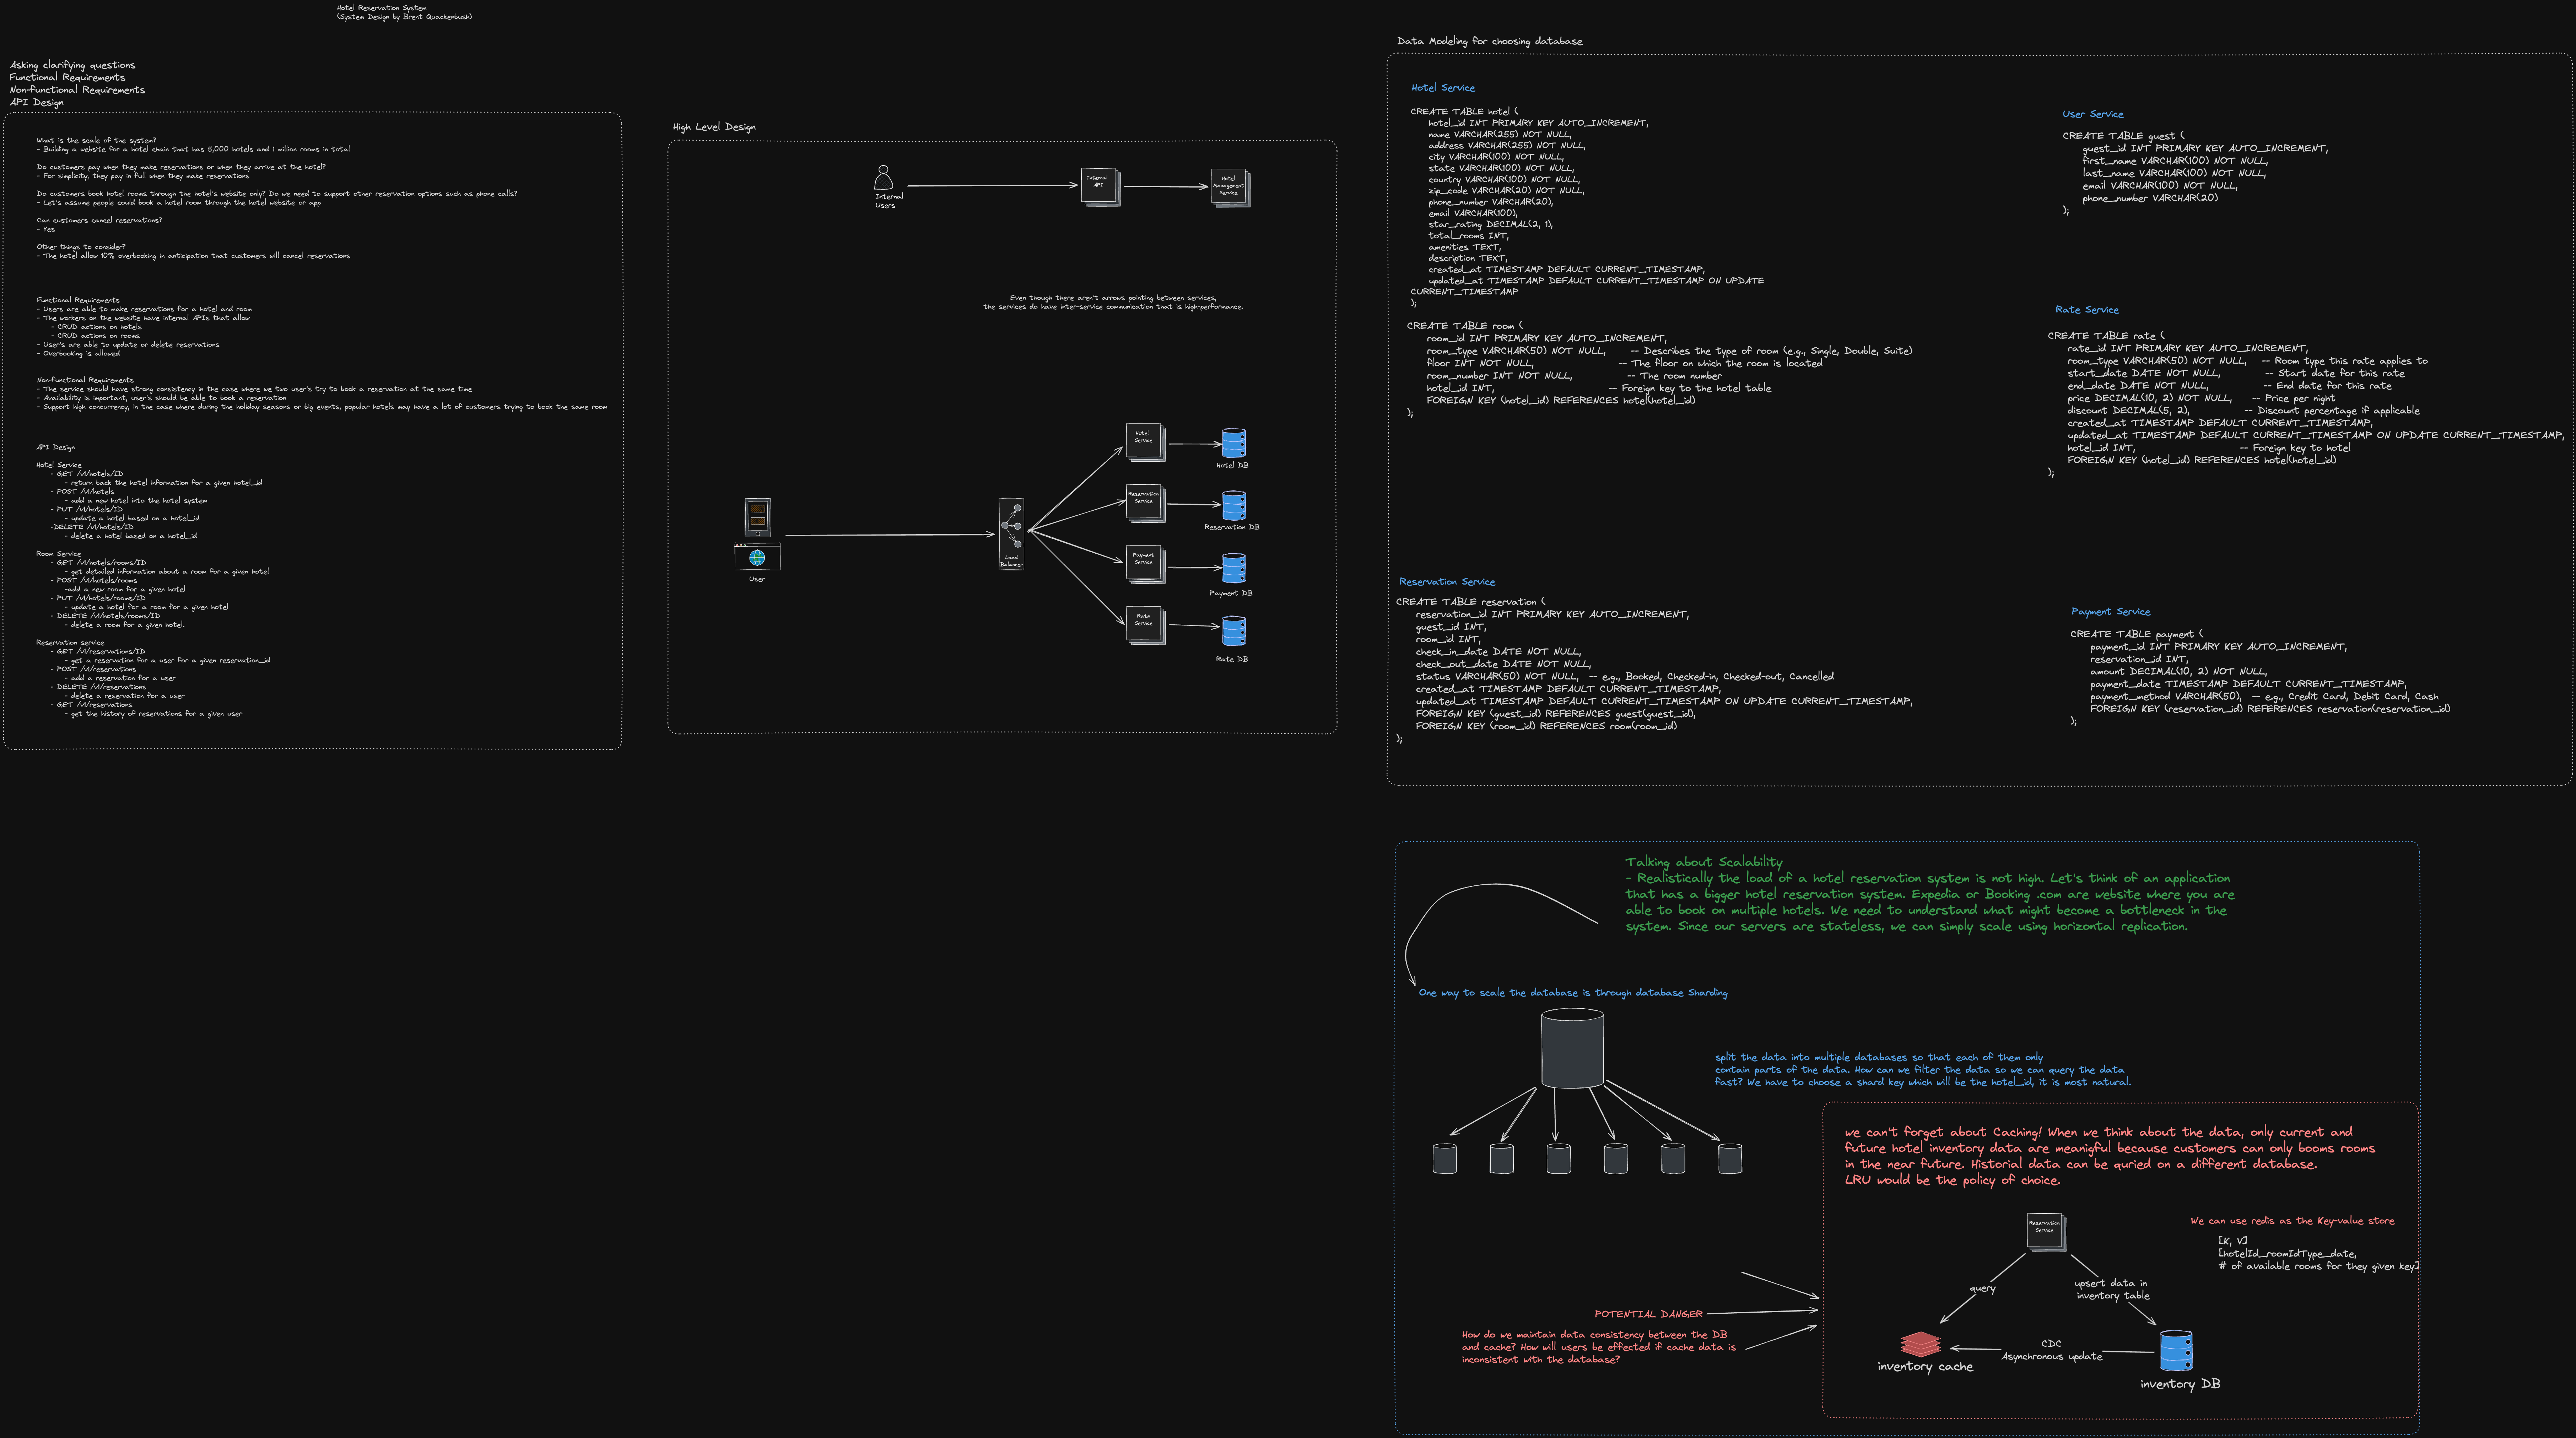 Hotel Reservation System
(System Design by Brent Quackenbush)
Asking clarifying questions
Functional Requirements
Non-functional Requirements
API Design
What is the scale of the system?
- Building a website for a hotel chain that has 5,000 hotels and 1 million rooms in total
Do customers pay when they make reservations or when they arrive at the hotel?
- For simplicity, they pay in full when they make reservations
Do customers book hotel rooms through the hotel's website only? Do we need to support other reservation options such as phone calls?
- Let's assume people could book a hotel room through the hotel website or app
Can customers cancel reservations?
- Yes
Other things to consider?
- The hotel allow 10% overbooking in anticipation that customers will cancel reservations
Functional Requirements
- Users are able to make reservations for a hotel and room
- The workers on the website have internal APIs that allow
- CRUD actions on hotels
- CRUD actions on rooms
- User's are able to update or delete reservations
- Overbooking is allowed
Non-functional Requirements
- The service should have strong consistency in the case where we two user's try to book a reservation at the same time
- Availability is important, user's should be able to book a reservation
- Support high concurrency, in the case where during the holiday seasons or big events, popular hotels may have a lot of customers trying to book the same room
API Design
Hotel Service
- GET /v1/hotels/ID
- return back the hotel information for a given hotel_id
- POST /v1/hotels
- add a new hotel into the hotel system
- PUT /v1/hotels/ID
- update a hotel based on a hotel_id
-DELETE /v1/hotels/ID
- delete a hotel based on a hotel_id
Room Service
- GET /v1/hotels/rooms/ID
- get detailed information about a room for a given hotel
- POST /v1/hotels/rooms
-add a new room for a given hotel
- PUT /v1/hotels/rooms/ID
- update a hotel for a room for a given hotel
- DELETE /v1/hotels/rooms/ID
- delete a room for a given hotel.
Reservation service
- GET /v1/reservations/ID
- get a reservation for a user for a given reservation_id
- POST /v1/reservations
- add a reservation for a user
- DELETE /v1/reservations
- delete a reservation for a user
- GET /v1/reservations
- get the history of reservations for a given user
High Level Design
Internal
Users
Internal
API
Hotel
Management
Service
Even though there aren't arrows pointing between services,
the services do have inter-service communication that is high-performance.
User
Load
Balancer
Hotel
Service
Hotel DB
Reservation
Service
Reservation DB
Payment
Service
Payment DB
Rate
Service
Rate DB
Data Modeling for choosing database
Hotel Service
CREATE TABLE hotel (
hotel_id INT PRIMARY KEY AUTO_INCREMENT,
name VARCHAR(255) NOT NULL,
address VARCHAR(255) NOT NULL,
city VARCHAR(100) NOT NULL,
state VARCHAR(100) NOT NULL,
country VARCHAR(100) NOT NULL,
zip_code VARCHAR(20) NOT NULL,
phone_number VARCHAR(20),
email VARCHAR(100),
star_rating DECIMAL(2, 1),
total_rooms INT,
amenities TEXT,
description TEXT,
created_at TIMESTAMP DEFAULT CURRENT_TIMESTAMP,
updated_at TIMESTAMP DEFAULT CURRENT_TIMESTAMP ON UPDATE
CURRENT_TIMESTAMP
);
CREATE TABLE room (
room_id INT PRIMARY KEY AUTO_INCREMENT,
room_type VARCHAR(50) NOT NULL, -- Describes the type of room (e.g., Single, Double, Suite)
floor INT NOT NULL, -- The floor on which the room is located
room_number INT NOT NULL, -- The room number
hotel_id INT, -- Foreign key to the hotel table
FOREIGN KEY (hotel_id) REFERENCES hotel(hotel_id)
);
User Service
CREATE TABLE guest (
guest_id INT PRIMARY KEY AUTO_INCREMENT,
first_name VARCHAR(100) NOT NULL,
last_name VARCHAR(100) NOT NULL,
email VARCHAR(100) NOT NULL,
phone_number VARCHAR(20)
);
Rate Service
CREATE TABLE rate (
rate_id INT PRIMARY KEY AUTO_INCREMENT,
room_type VARCHAR(50) NOT NULL, -- Room type this rate applies to
start_date DATE NOT NULL, -- Start date for this rate
end_date DATE NOT NULL, -- End date for this rate
price DECIMAL(10, 2) NOT NULL, -- Price per night
discount DECIMAL(5, 2), -- Discount percentage if applicable
created_at TIMESTAMP DEFAULT CURRENT_TIMESTAMP,
updated_at TIMESTAMP DEFAULT CURRENT_TIMESTAMP ON UPDATE CURRENT_TIMESTAMP,
hotel_id INT, -- Foreign key to hotel
FOREIGN KEY (hotel_id) REFERENCES hotel(hotel_id)
);
Reservation Service
CREATE TABLE reservation (
reservation_id INT PRIMARY KEY AUTO_INCREMENT,
guest_id INT,
room_id INT,
check_in_date DATE NOT NULL,
check_out_date DATE NOT NULL,
status VARCHAR(50) NOT NULL, -- e.g., Booked, Checked-in, Checked-out, Cancelled
created_at TIMESTAMP DEFAULT CURRENT_TIMESTAMP,
updated_at TIMESTAMP DEFAULT CURRENT_TIMESTAMP ON UPDATE CURRENT_TIMESTAMP,
FOREIGN KEY (guest_id) REFERENCES guest(guest_id),
FOREIGN KEY (room_id) REFERENCES room(room_id)
);
Payment Service
CREATE TABLE payment (
payment_id INT PRIMARY KEY AUTO_INCREMENT,
reservation_id INT,
amount DECIMAL(10, 2) NOT NULL,
payment_date TIMESTAMP DEFAULT CURRENT_TIMESTAMP,
payment_method VARCHAR(50), -- e.g., Credit Card, Debit Card, Cash
FOREIGN KEY (reservation_id) REFERENCES reservation(reservation_id)
);
Talking about Scalability
- Realistically the load of a hotel reservation system is not high. Let's think of an application
that has a bigger hotel reservation system. Expedia or Booking .com are website where you are
able to book on multiple hotels. We need to understand what might become a bottleneck in the
system. Since our servers are stateless, we can simply scale using horizontal replication.
One way to scale the database is through database Sharding
split the data into multiple databases so that each of them only
contain parts of the data. How can we filter the data so we can query the data
fast? We have to choose a shard key which will be the hotel_id, it is most natural.
we can't forget about Caching! When we think about the data, only current and
future hotel inventory data are meanigful because customers can only booms rooms
in the near future. Historial data can be quried on a different database.
LRU would be the policy of choice.
Reservation
Service
We can use redis as the Key-value store
[K, V]
[hotelId_roomIdType_date,
# of available rooms for they given key]
query
upsert data in
inventory table
POTENTIAL DANGER
How do we maintain data consistency between the DB
and cache? How will users be effected if cache data is
inconsistent with the database?
CDC
Asynchronous update
inventory cache
inventory DB